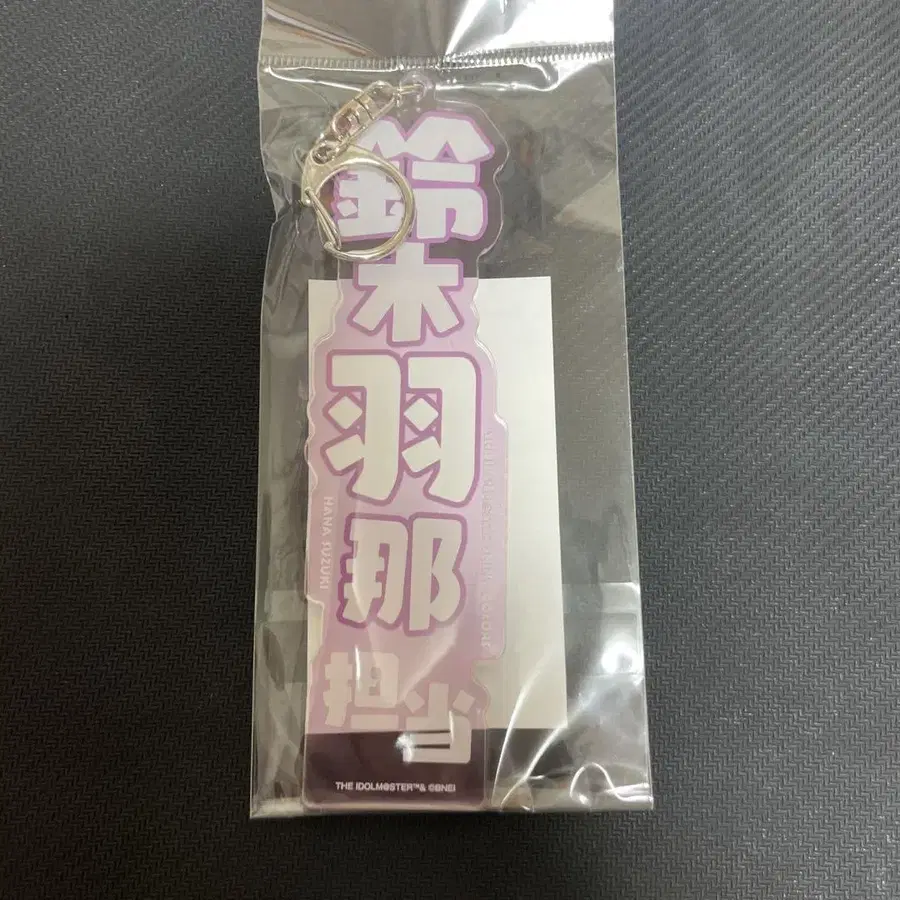 鈴木羽那
担当
HANA SUZUKI
THE IDOLM@STER™& ©BNEI